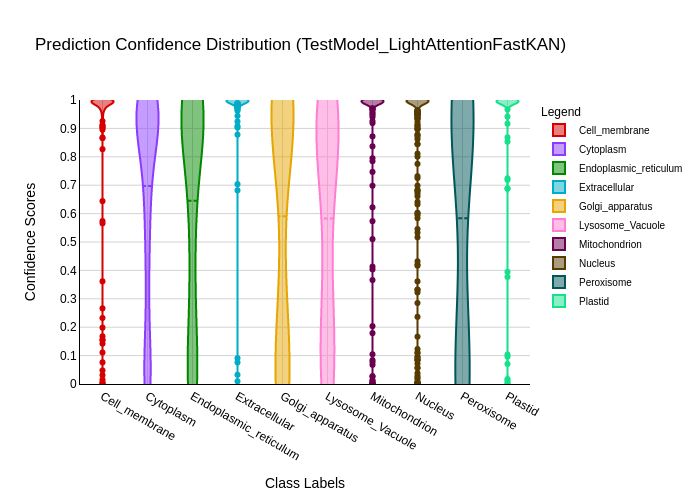 Prediction Confidence Distribution (TestModel_LightAttentionFastKAN)
Legend
Cell_membrane
Cytoplasm
Endoplasmic_reticulum
Extracellular
Golgi_apparatus
Lysosome_Vacuole
Mitochondrion
Nucleus
Peroxisome
Plastid
Confidence Scores
1
0.9
0.8
0.7
0.6
0.5
0.4
0.3
0.2
0.1
0
Cell_membrane
Cytoplasm
Endoplasmic_reticulum
Extracellular
Golgi_apparatus
Lysosome_Vacuole
Mitochondrion
Nucleus
Peroxisome
Plastid
Class Labels